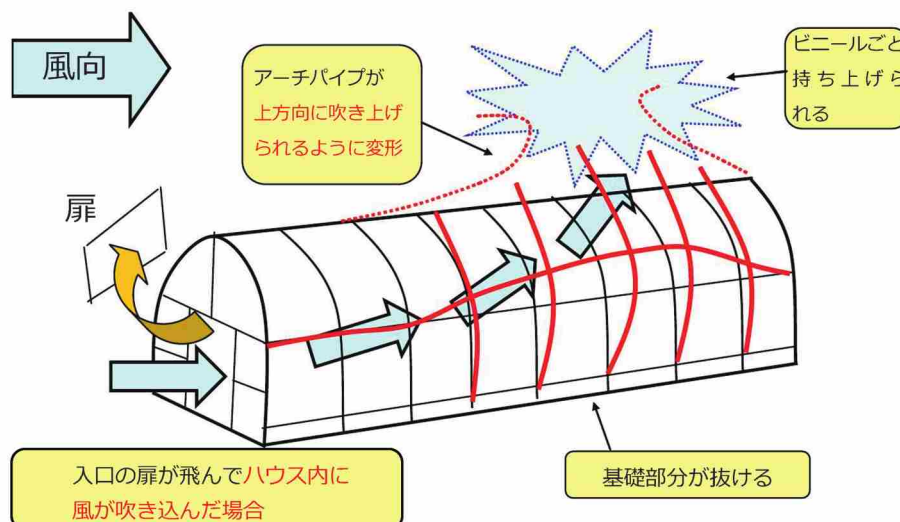 風向
アーチパイプが
上方向に吹き上げ
られるように変形
ビニールごと
持ち上げら
れる
扉
入口の扉が飛んでハウス内に
風が吹き込んだ場合
基礎部分が抜ける